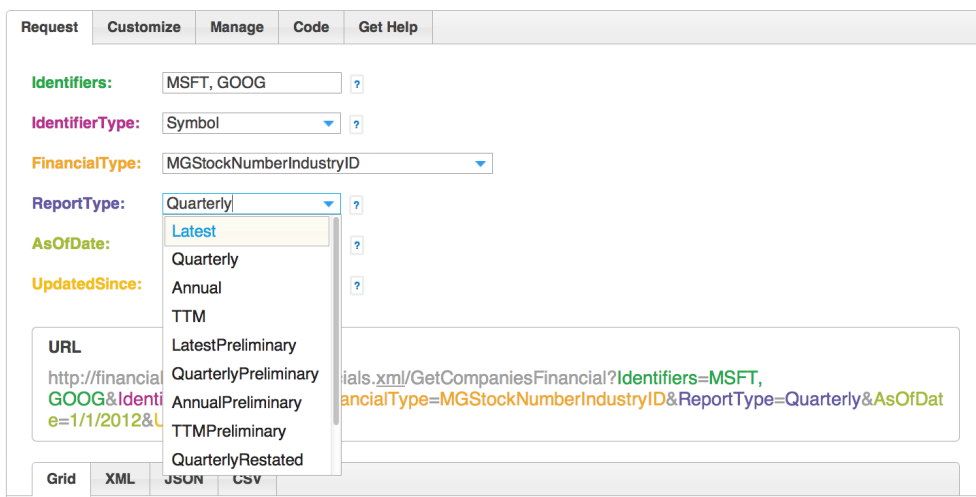 Request Customize Manage Code Get Help
Identifiers: MSFT, GOOG ?
IdentifierType: Symbol ?
FinancialType: MGStockNumberIndustryID
ReportType: Quarterly ?
Latest
AsOfDate: ?
Quarterly
UpdatedSince: Annual ?
TTM
URL LatestPreliminary
http://financial QuarterlyPreliminary ials.xml/GetCompaniesFinancial?Identifiers=MSFT,
GOOG&Identi AnnualPreliminary ancialType=MGStockNumberIndustryID&ReportType=Quarterly&AsOfDat
e=1/1/2012&U TTMPreliminary
QuarterlyRestated
Grid XML JSON CSV